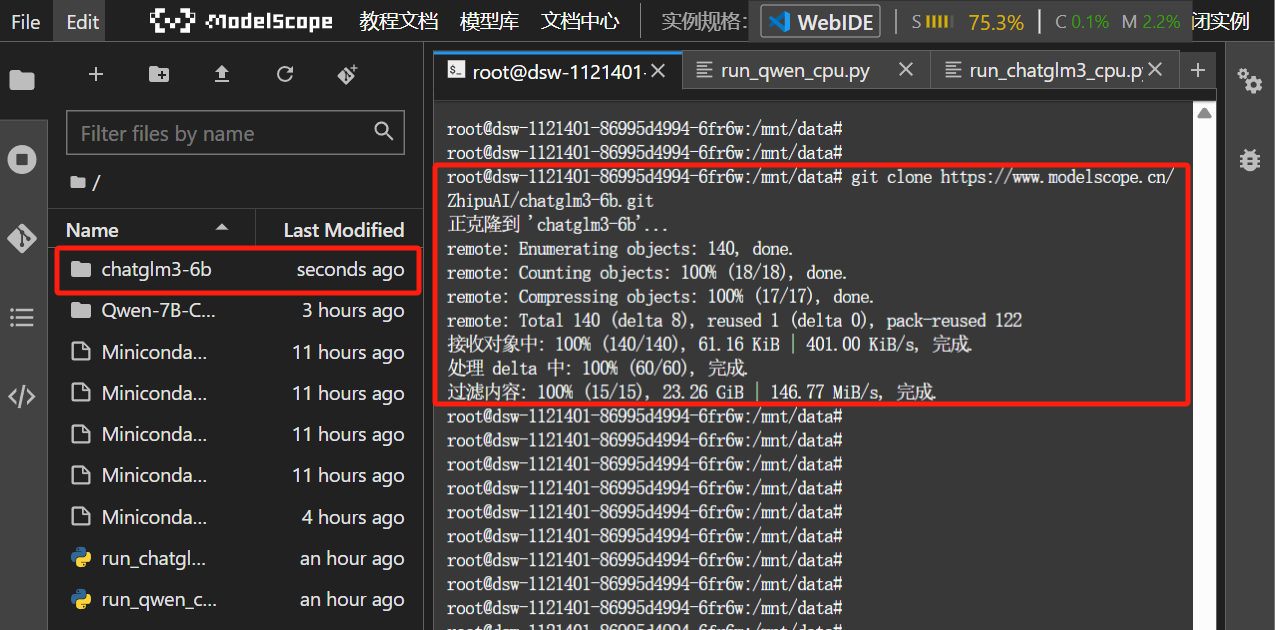 File Edit ModelScope 教程文档 模型库 文档中心 实例规格: WebIDE S 75.3% C 0.1% M 2.2% 闭实例
root@dsw-1121401- run_qwen_cpu.py run_chatglm3_cpu.py
Filter files by name
/
Name Last Modified
chatglm3-6b seconds ago
Qwen-7B-C... 3 hours ago
Miniconda... 11 hours ago
Miniconda... 11 hours ago
Miniconda... 11 hours ago
Miniconda... 11 hours ago
Miniconda... 4 hours ago
run_chatgl... an hour ago
run_qwen_c... an hour ago
root@dsw-1121401-86995d4994-6fr6w:/mnt/data#
root@dsw-1121401-86995d4994-6fr6w:/mnt/data#
root@dsw-1121401-86995d4994-6fr6w:/mnt/data# git clone https://www.modelscope.cn/
ZhipuAI/chatglm3-6b.git
正克隆到 'chatglm3-6b'...
remote: Enumerating objects: 140, done.
remote: Counting objects: 100% (18/18), done.
remote: Compressing objects: 100% (17/17), done.
remote: Total 140 (delta 8), reused 1 (delta 0), pack-reused 122
接收对象中: 100% (140/140), 61.16 KiB | 401.00 KiB/s, 完成.
处理 delta 中: 100% (60/60), 完成.
过滤内容: 100% (15/15), 23.26 GiB | 146.77 MiB/s, 完成.
root@dsw-1121401-86995d4994-6fr6w:/mnt/data#
root@dsw-1121401-86995d4994-6fr6w:/mnt/data#
root@dsw-1121401-86995d4994-6fr6w:/mnt/data#
root@dsw-1121401-86995d4994-6fr6w:/mnt/data#
root@dsw-1121401-86995d4994-6fr6w:/mnt/data#
root@dsw-1121401-86995d4994-6fr6w:/mnt/data#
root@dsw-1121401-86995d4994-6fr6w:/mnt/data#
root@dsw-1121401-86995d4994-6fr6w:/mnt/data#
root@dsw-1121401-86995d4994-6fr6w:/mnt/data#